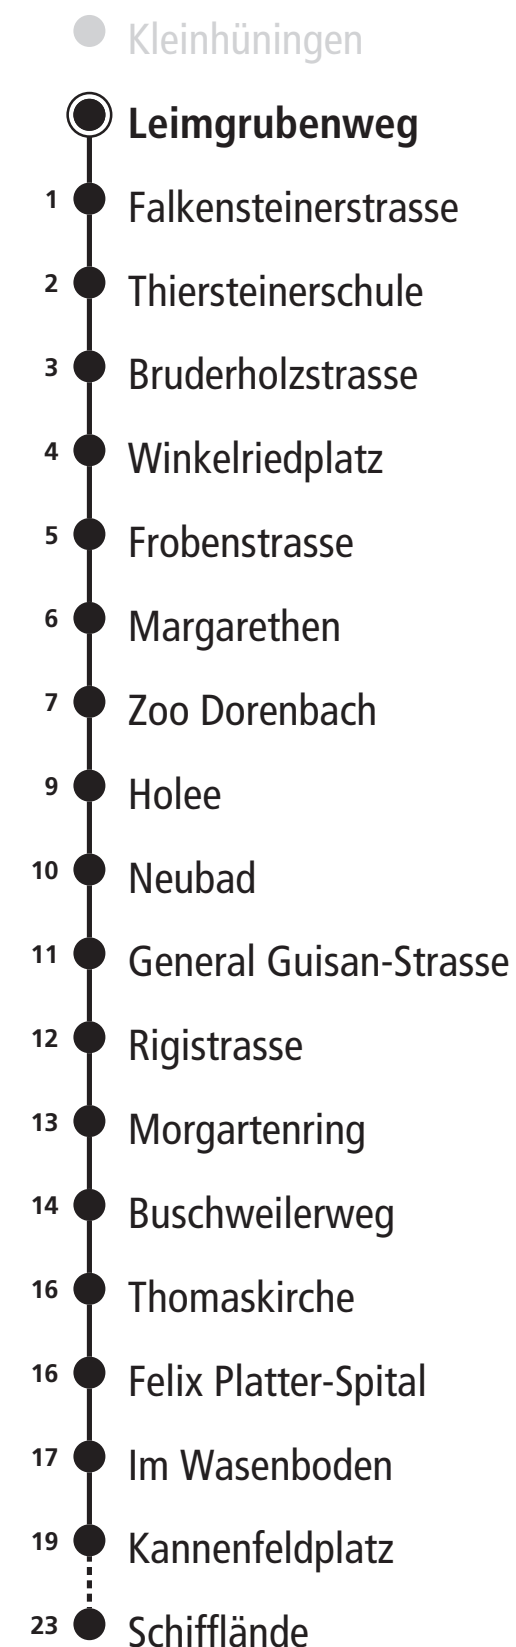 Kleinhüningen
Leimgrubenweg
1 Falkensteinerstrasse
2 Thiersteinerschule
3 Bruderholzstrasse
4 Winkelriedplatz
5 Frobenstrasse
6 Margarethen
7 Zoo Dorenbach
9 Holee
10 Neubad
11 General Guisan-Strasse
12 Rigistrasse
13 Morgartenring
14 Buschweilerweg
16 Thomaskirche
16 Felix Platter-Spital
17 Im Wasenboden
19 Kannenfeldplatz
23 Schifflände